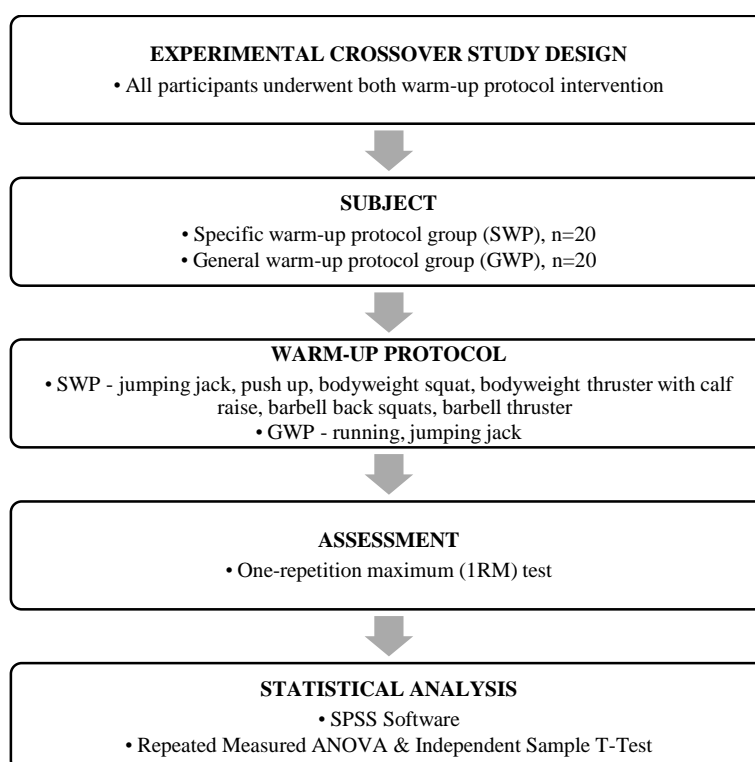 EXPERIMENTAL CROSSOVER STUDY DESIGN
• All participants underwent both warm-up protocol intervention
SUBJECT
• Specific warm-up protocol group (SWP), n=20
• General warm-up protocol group (GWP), n=20
WARM-UP PROTOCOL
• SWP - jumping jack, push up, bodyweight squat, bodyweight thruster with calf
raise, barbell back squats, barbell thruster
• GWP - running, jumping jack
ASSESSMENT
• One-repetition maximum (1RM) test
STATISTICAL ANALYSIS
• SPSS Software
• Repeated Measured ANOVA & Independent Sample T-Test